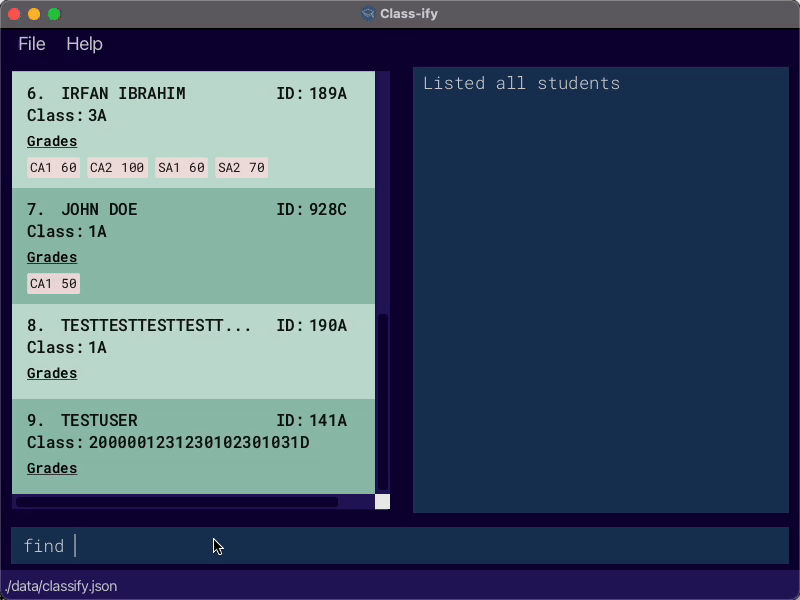 Class-ify
File Help
6. IRFAN IBRAHIM ID: 189A
Class: 3A
Grades
CA1 60 CA2 100 SA1 60 SA2 70
7. JOHN DOE ID: 928C
Class: 1A
Grades
CA1 50
8. TESTTESTTESTTESTT... ID: 190A
Class: 1A
Grades
9. TESTUSER ID: 141A
Class: 2000001231230102301031D
Grades
Listed all students
find
./data/classify.json